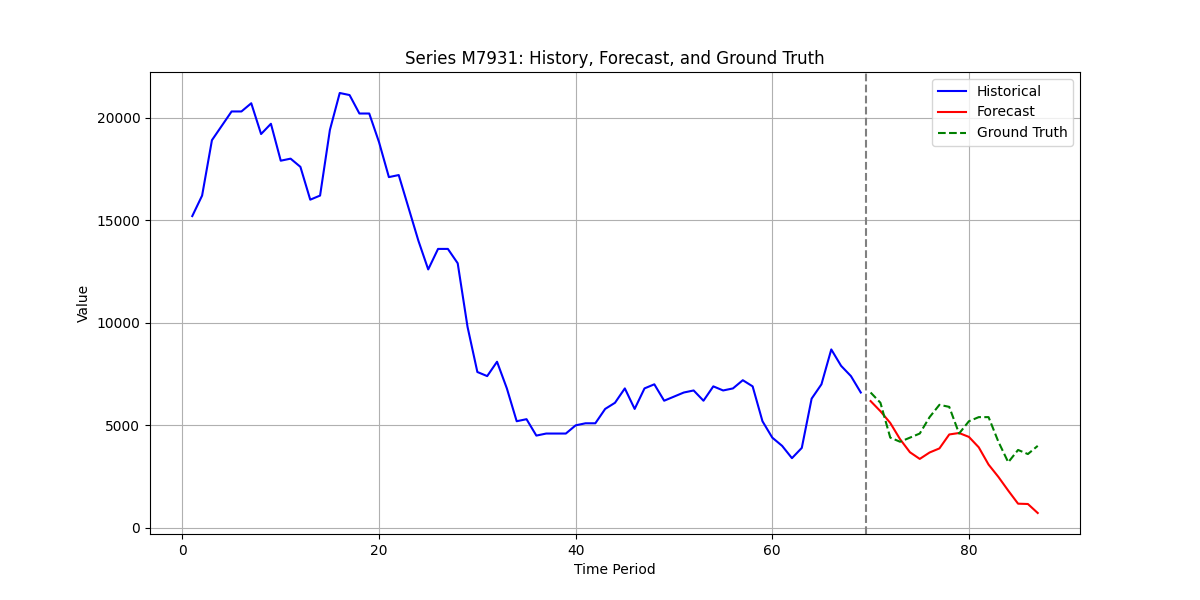 Series M7931: History, Forecast, and Ground Truth
Historical
Forecast
Ground Truth
20000
15000
10000
5000
0
Value
0 20 40 60 80
Time Period